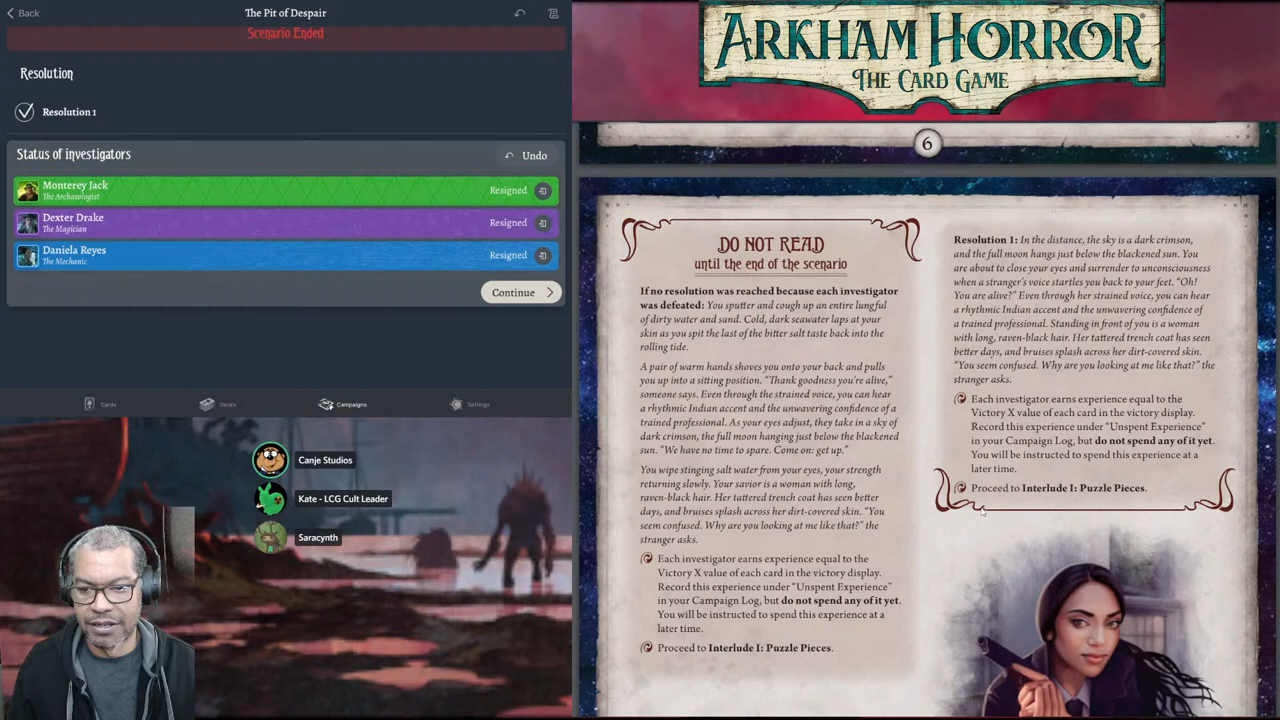 Back
The Pit of Despair
Scenario Ended
Resolution
Resolution 1
Status of investigators
Undo
Monterey Jack
The Archaeologist
Resigned
Dexter Drake
The Magician
Resigned
Daniela Reyes
The Mechanic
Resigned
Continue
Cards
Decks
Campaigns
Settings
Canje Studios
Kate - LCG Cult Leader
Saracynth
ARKHAM HORROR
THE CARD GAME
6
DO NOT READ
until the end of the scenario
If no resolution was reached because each investigator
was defeated: You sputter and cough up an entire lungful
of dirty water and sand. Cold, dark seawater laps at your
skin as you spit the last of the bitter salt taste back into the
rolling tide.
A pair of warm hands shoves you onto your back and pulls
you up into a sitting position. “Thank goodness you’re alive,”
someone says. Even through the strained voice, you can hear
a rhythmic Indian accent and the unwavering confidence of a
trained professional. As your eyes adjust, they take in a sky of
dark crimson, the full moon hanging just below the blackened
sun. “We have no time to spare. Come on: get up.”
You wipe stinging salt water from your eyes, your strength
returning slowly. Your savior is a woman with long,
raven-black hair. Her tattered trench coat has seen better
days, and bruises splash across her dirt-covered skin. “You
seem confused. Why are you looking at me like that?” the
stranger asks.
Each investigator earns experience equal to the
Victory X value of each card in the victory display.
Record this experience under “Unspent Experience”
in your Campaign Log, but do not spend any of it yet.
You will be instructed to spend this experience at a
later time.
Proceed to Interlude I: Puzzle Pieces.
Resolution 1: In the distance, the sky is a dark crimson,
and the full moon hangs just below the blackened sun. You
are about to close your eyes and surrender to unconsciousness
when a stranger’s voice startles you back to your feet. “Oh!
You are alive?” Even through her strained voice, you can hear
a rhythmic Indian accent and the unwavering confidence of
a trained professional. Standing in front of you is a woman
with long, raven-black hair. Her tattered trench coat has seen
better days, and bruises splash across her dirt-covered skin.
“You seem confused. Why are you looking at me like that?” the
stranger asks.
Each investigator earns experience equal to the
Victory X value of each card in the victory display.
Record this experience under “Unspent Experience”
in your Campaign Log, but do not spend any of it yet.
You will be instructed to spend this experience at a
later time.
Proceed to Interlude I: Puzzle Pieces.